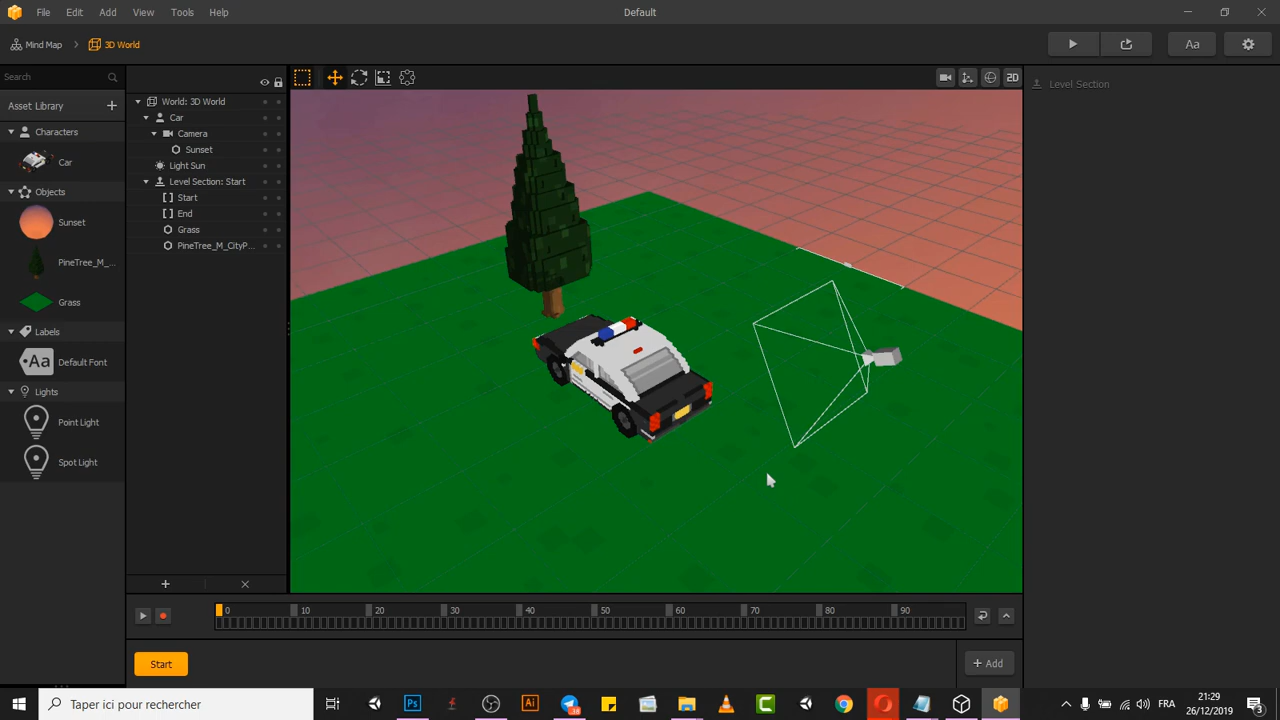 File Edit Add View Tools Help
Default
Mind Map
3D World
Aa
Search
Asset Library
Characters
Car
Objects
Sunset
PineTree_M_...
Grass
Labels
Aa
Default Font
Lights
Point Light
Spot Light
World: 3D World
Car
Camera
Sunset
Light Sun
Level Section: Start
Start
End
Grass
PineTree_M_CityP...
2D
Level Section
0 10 20 30 40 50 60 70 80 90
Start
+ Add
Taper ici pour rechercher
Ps
Ai
FRA
21:29
26/12/2019
3